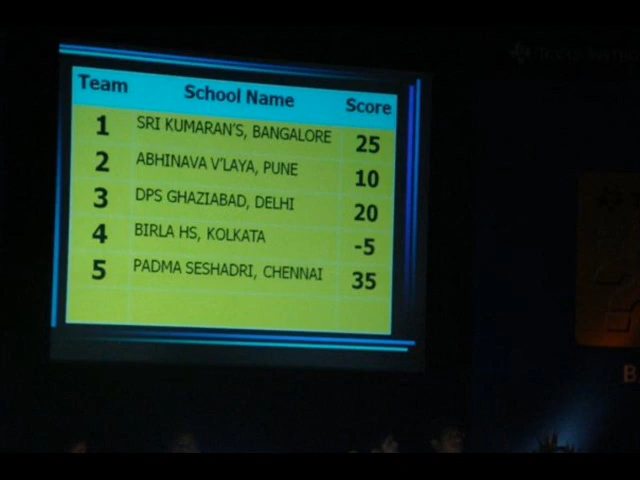 Team School Name Score
1 SRI KUMARAN'S, BANGALORE 25
2 ABHINAVA V'LAYA, PUNE 10
3 DPS GHAZIABAD, DELHI 20
4 BIRLA HS, KOLKATA -5
5 PADMA SESHADRI, CHENNAI 35
B